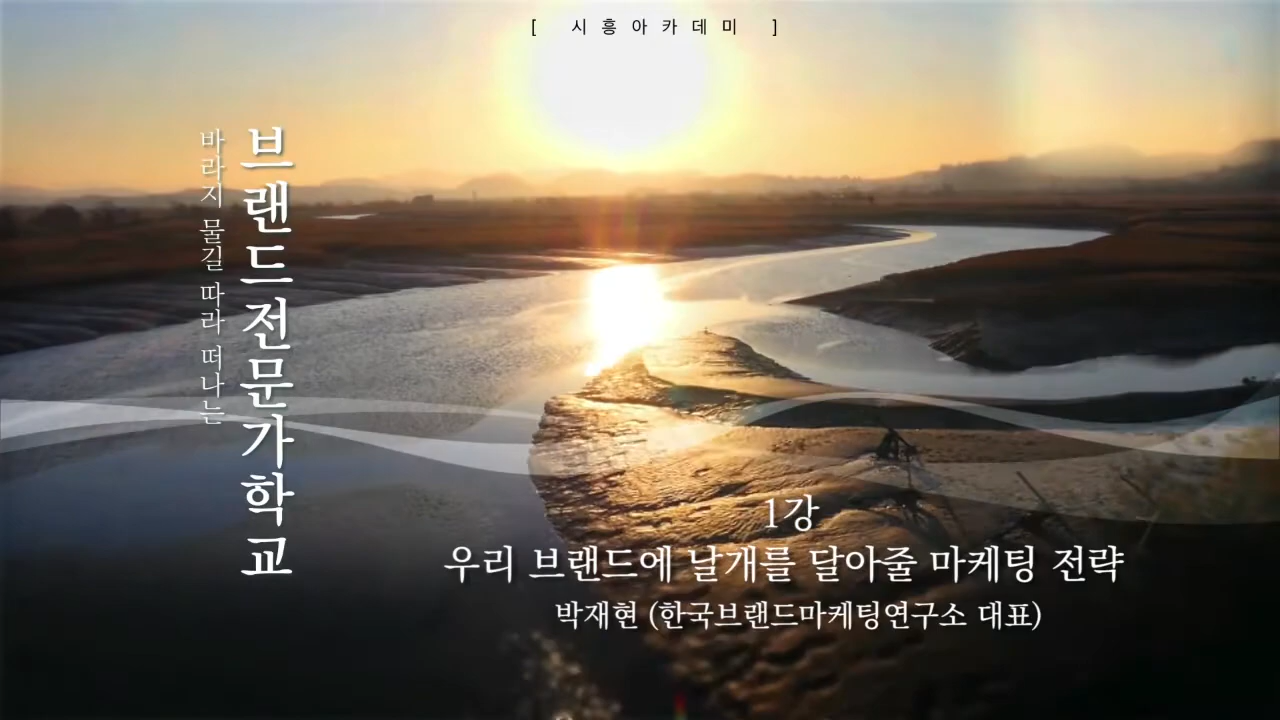 [ 시흥아카데미 ]
바라지 물길 따라 떠나는
브랜드전문가학교
1강
우리 브랜드에 날개를 달아줄 마케팅 전략
박재현 (한국브랜드마케팅연구소 대표)